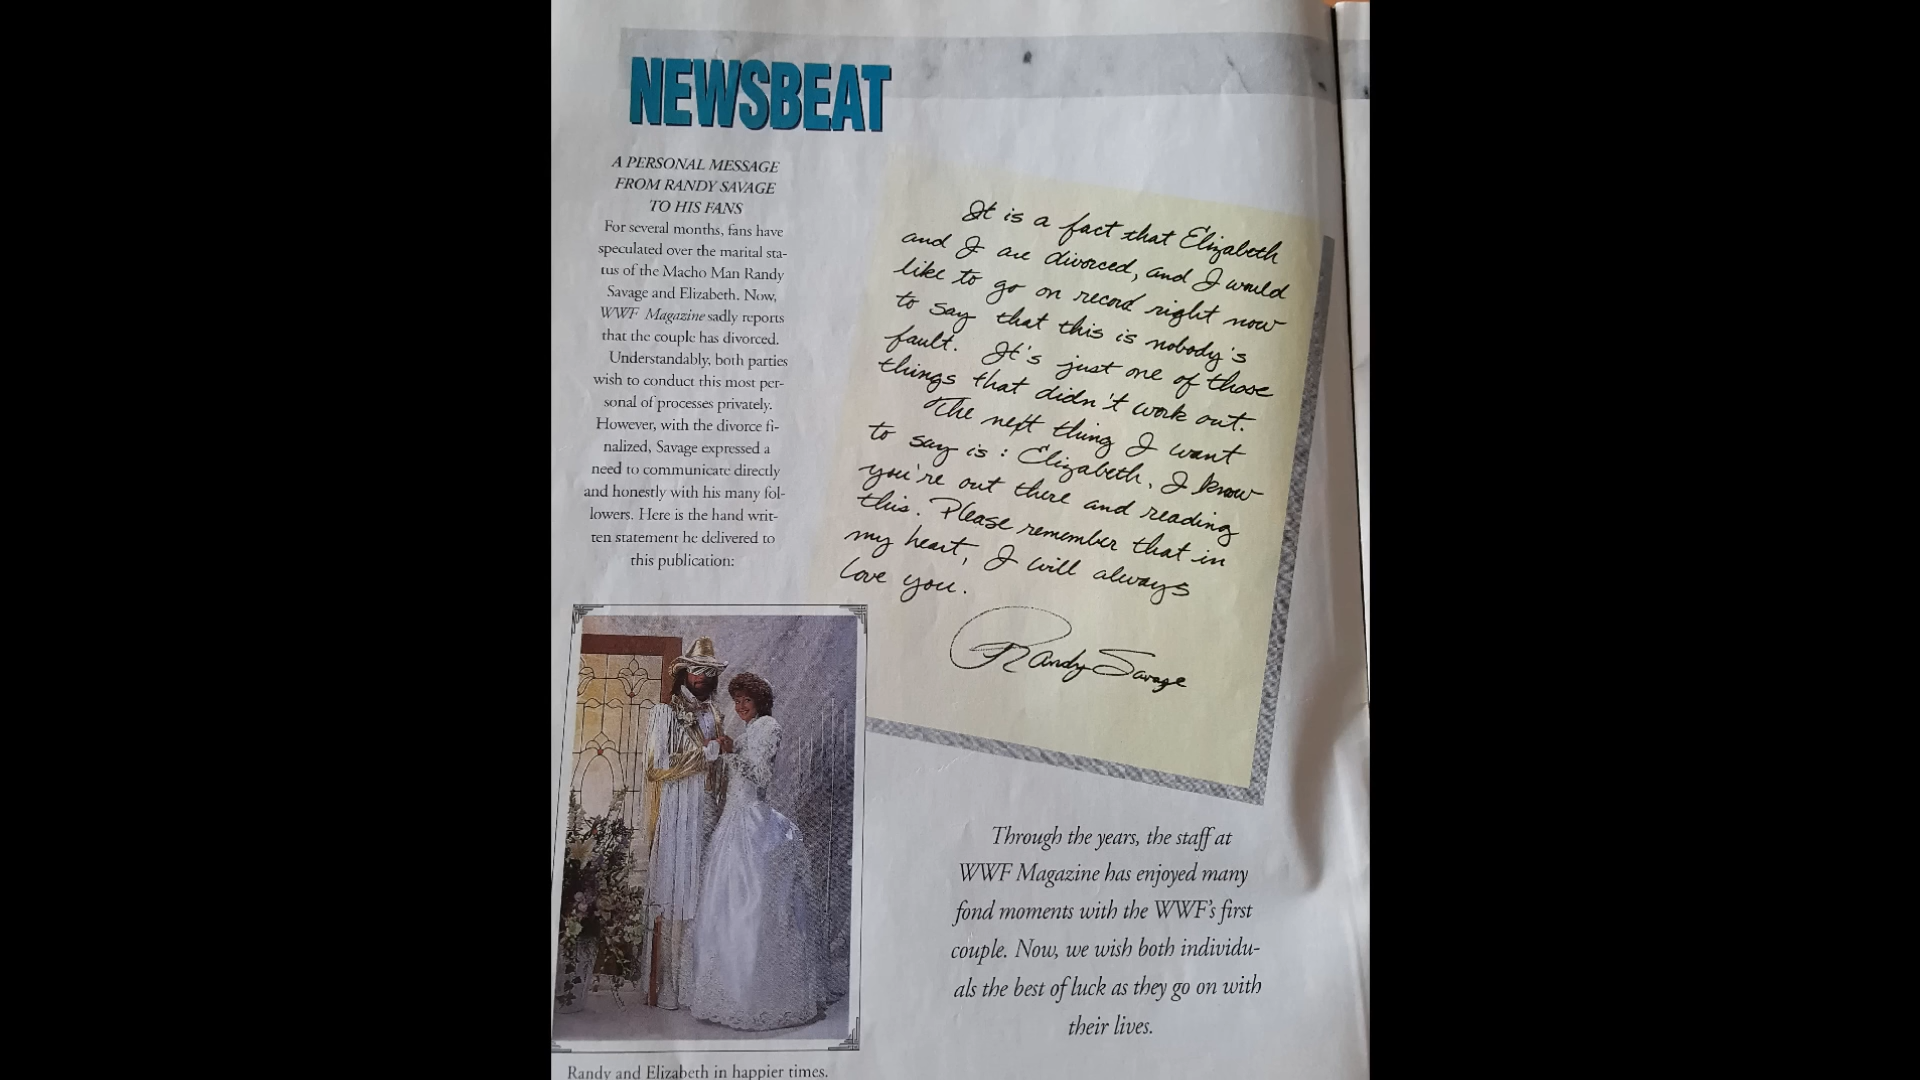 NEWSBEAT
A PERSONAL MESSAGE
FROM RANDY SAVAGE
TO HIS FANS
For several months, fans have
speculated over the marital sta-
tus of the Macho Man Randy
Savage and Elizabeth. Now,
WWF Magazine sadly reports
that the couple has divorced.
Understandably, both parties
wish to conduct this most per-
sonal of processes privately.
However, with the divorce fi-
nalized, Savage expressed a
need to communicate directly
and honestly with his many fol-
lowers. Here is the hand writ-
ten statement he delivered to
this publication:
It is a fact that Elizabeth
and I are divorced, and I would
like to go on record right now
to say that this is nobody's
fault. It's just one of those
things that didn't work out.
The next thing I want
to say is: Elizabeth, I know
you're out there and reading
this. Please remember that in
my heart, I will always
love you.
Randy Savage
Randy and Elizabeth in happier times.
Through the years, the staff at
WWF Magazine has enjoyed many
fond moments with the WWF's first
couple. Now, we wish both individu-
als the best of luck as they go on with
their lives.